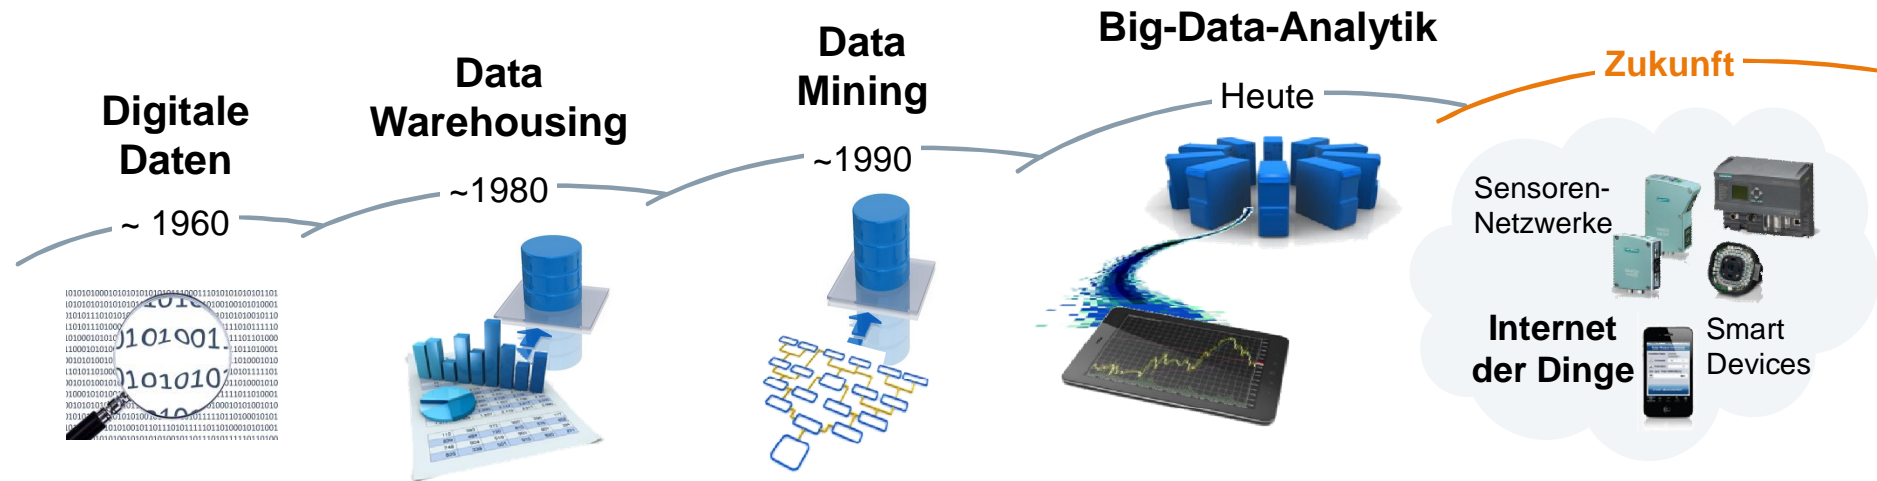 Digitale
Daten
~ 1960
Data
Warehousing
~1980
Data
Mining
~1990
Big-Data-Analytik
Heute
Zukunft
Sensoren-
Netzwerke
Internet
der Dinge
Smart
Devices